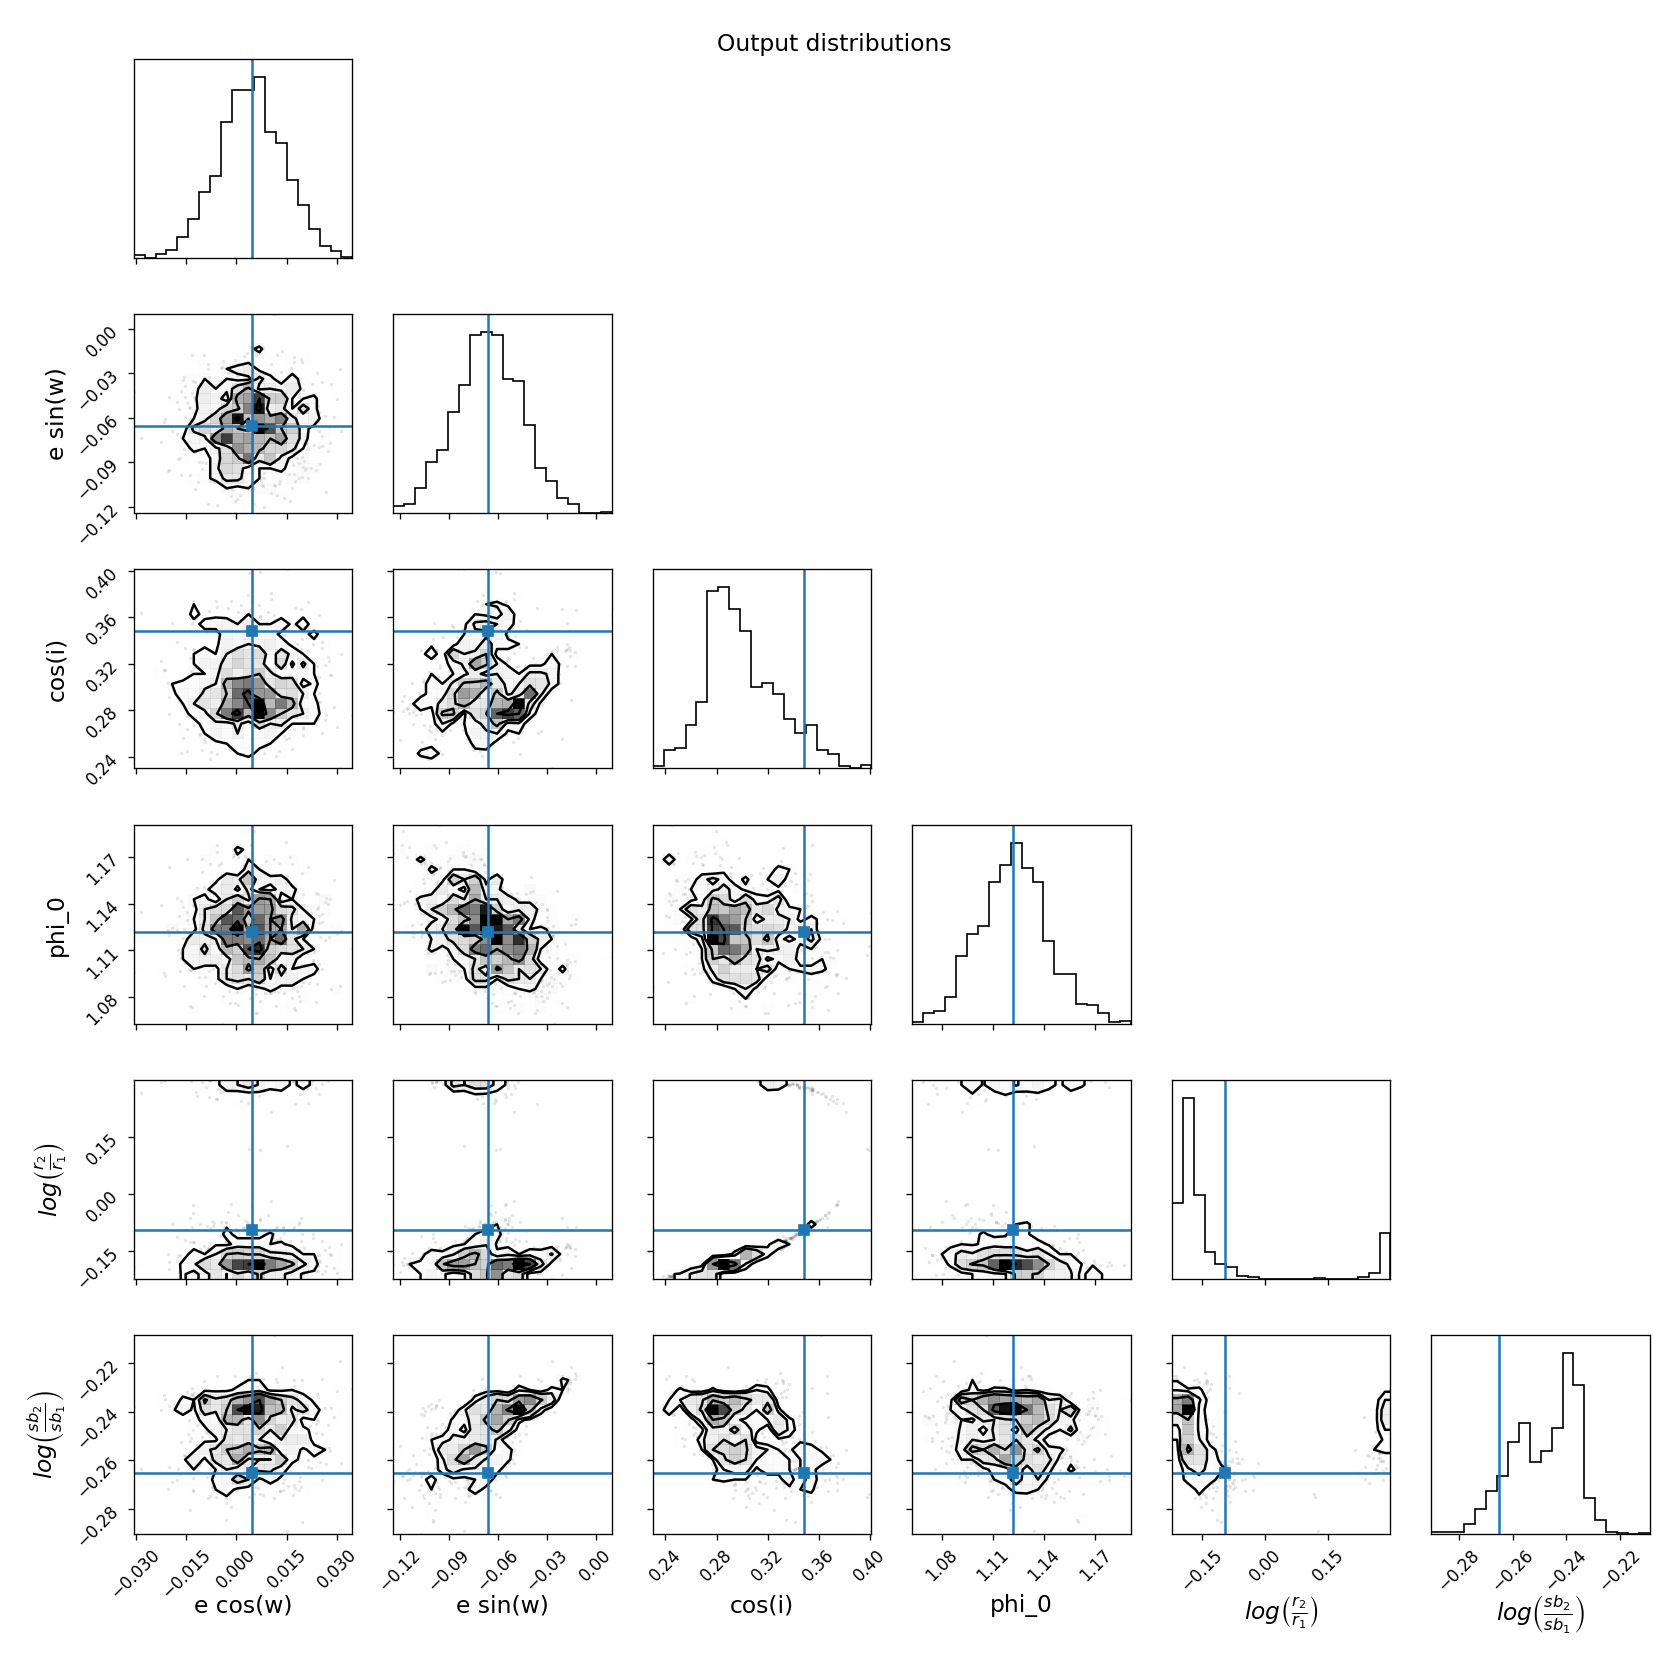 Output distributions
e sin(w)
0.00
−0.03
−0.06
−0.09
−0.12
cos(i)
0.40
0.36
0.32
0.28
0.24
phi_0
1.17
1.14
1.11
1.08
log(r₂/r₁)
0.15
0.00
−0.15
log(sb₂/sb₁)
−0.22
−0.24
−0.26
−0.28
−0.030 −0.015 0.000 0.015 0.030
e cos(w)
−0.12 −0.09 −0.06 −0.03 0.00
e sin(w)
0.24 0.28 0.32 0.36 0.40
cos(i)
1.08 1.11 1.14 1.17
phi_0
−0.15 0.00 0.15
log(r₂/r₁)
−0.28 −0.26 −0.24 −0.22
log(sb₂/sb₁)